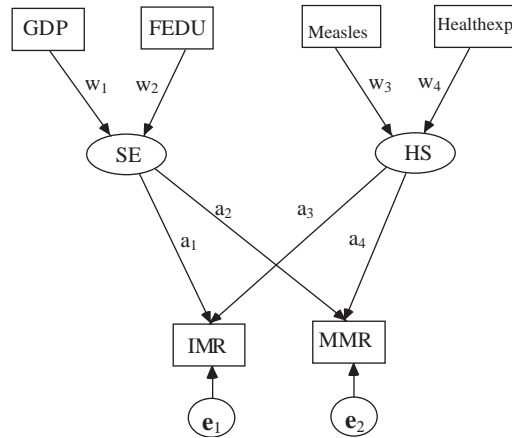 GDP
FEDU
Measles
Healthexp
w1
w2
w3
w4
SE
HS
a1
a2
a3
a4
IMR
MMR
e1
e2